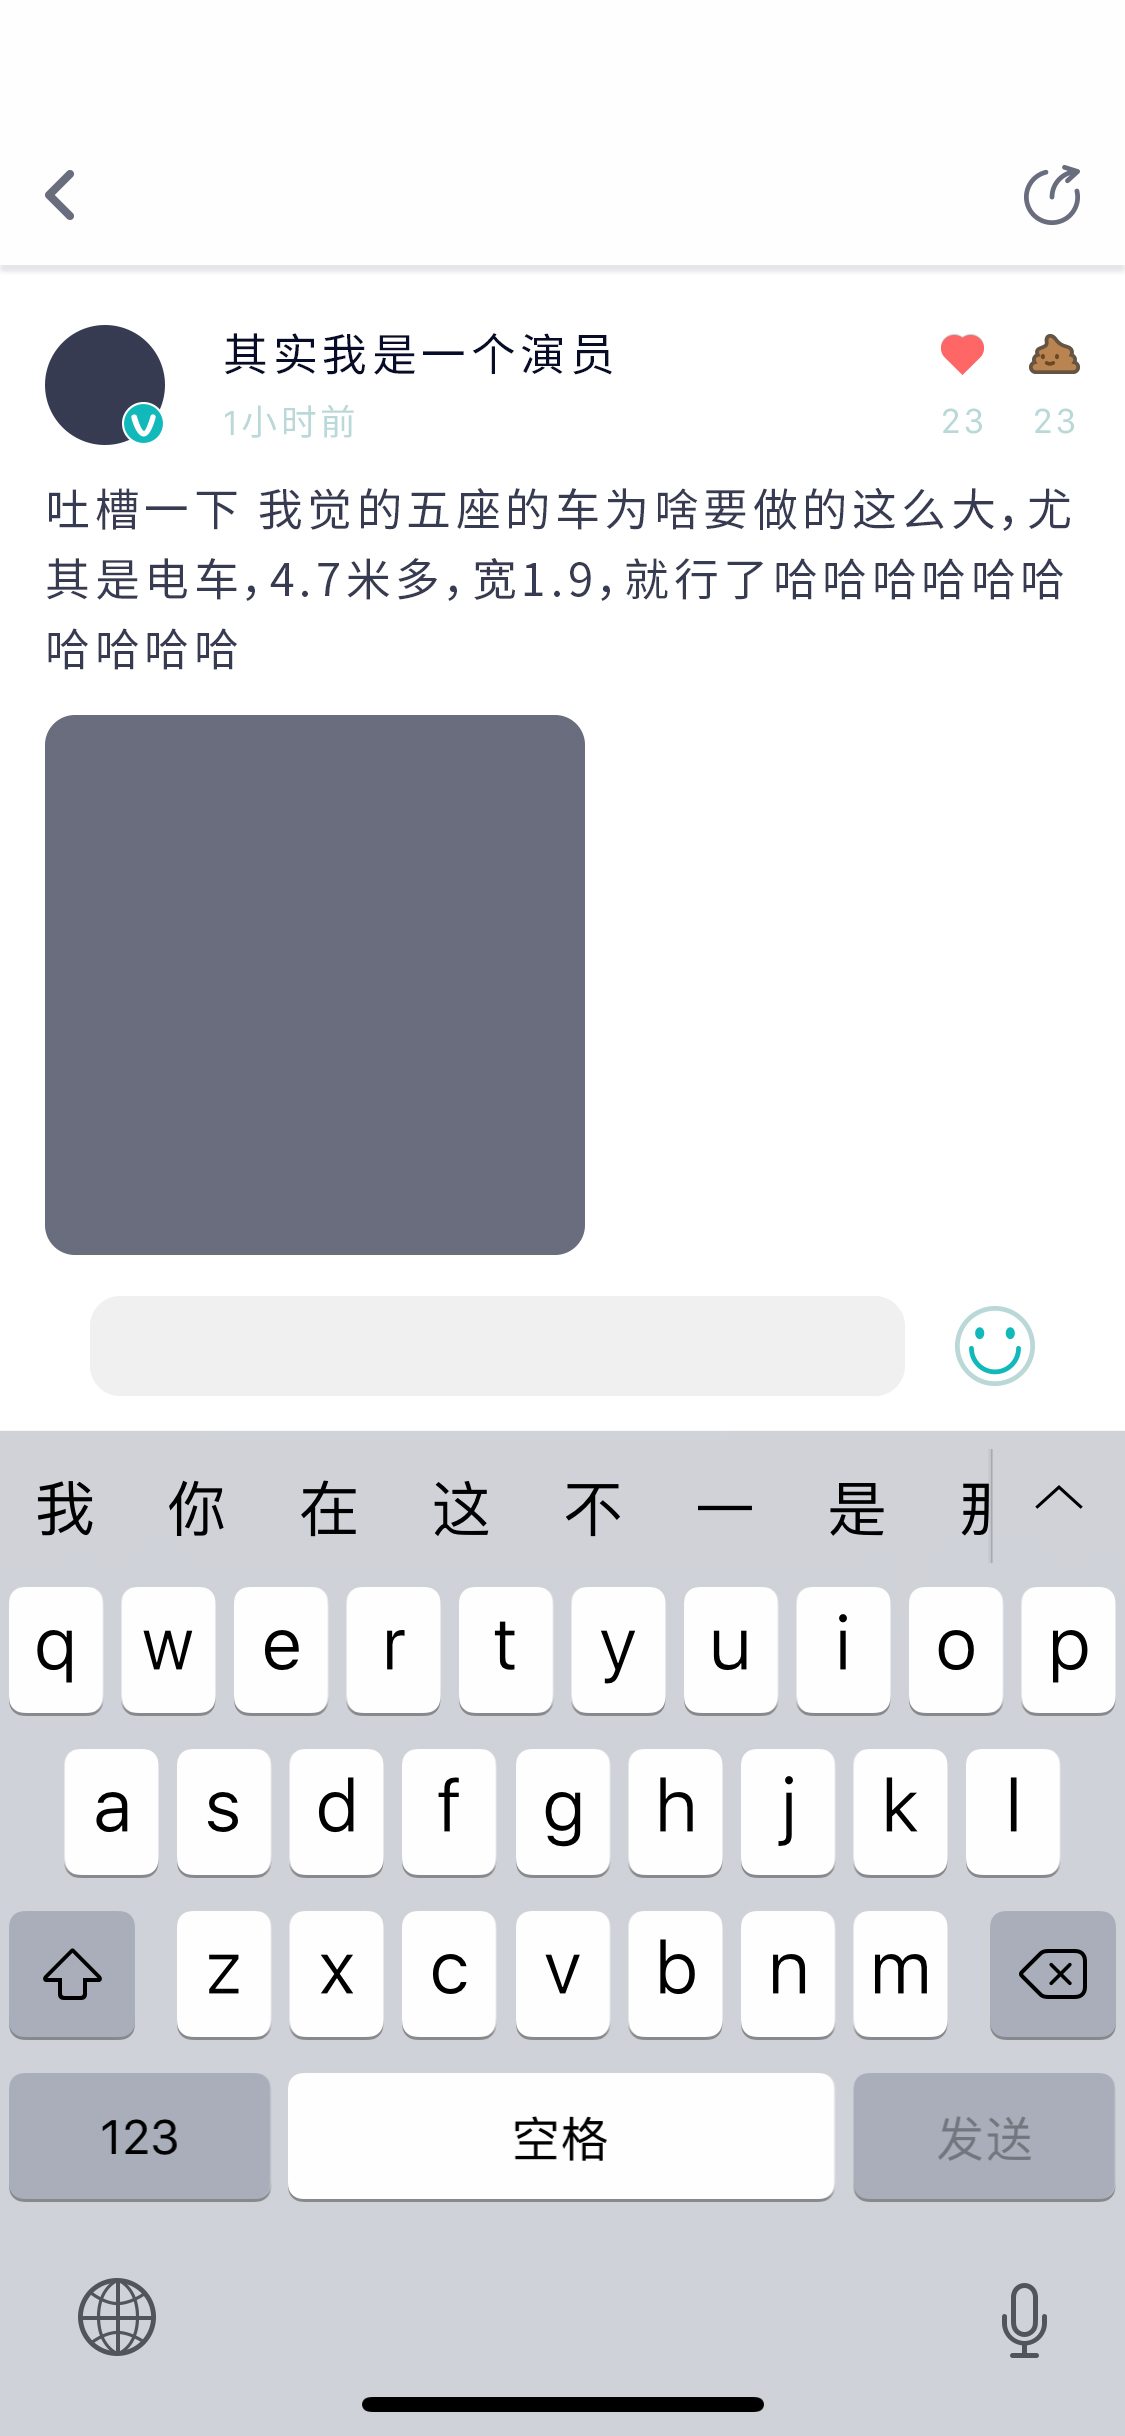 其实我是一个演员
1小时前
23 23
吐槽一下 我觉的五座的车为啥要做的这么大,尤
其是电车,4.7米多,宽1.9,就行了哈哈哈哈哈哈
哈哈哈哈
我 你 在 这 不 一 是 那
q w e r t y u i o p
a s d f g h j k l
z x c v b n m
123 空格 发送